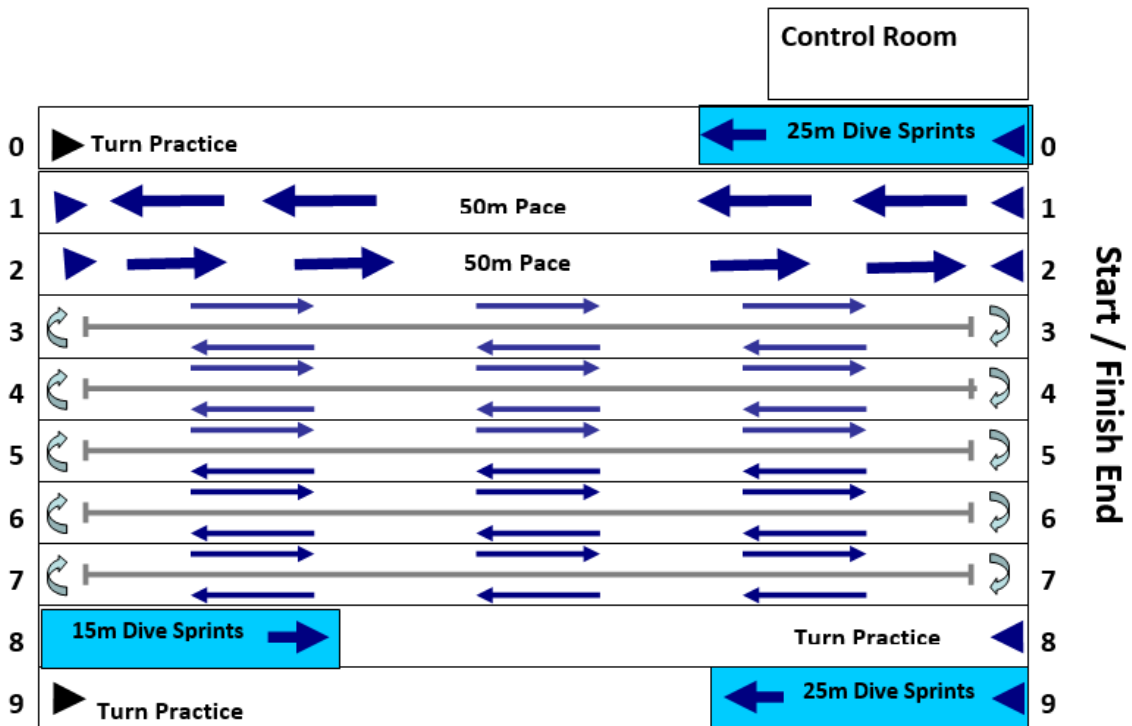 Control Room
0 Turn Practice 25m Dive Sprints 0
1 50m Pace 1
2 50m Pace 2
3 3
4 4
5 5
6 6
7 7
8 15m Dive Sprints Turn Practice 8
9 Turn Practice 25m Dive Sprints 9
Start / Finish End